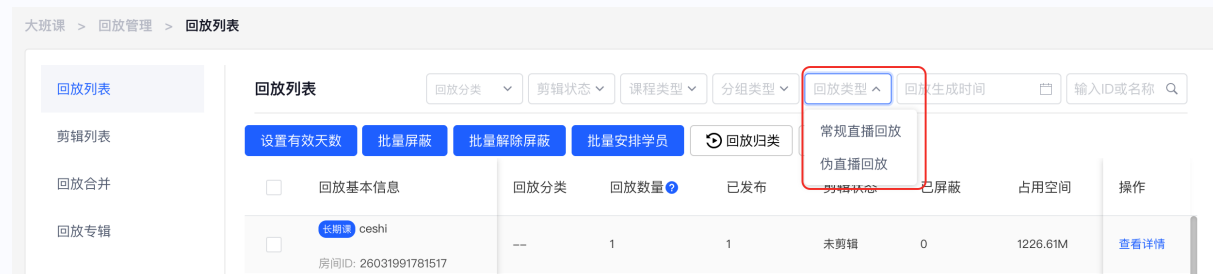 大班课 > 回放管理 > 回放列表
回放列表
剪辑列表
回放合并
回放专辑
回放列表 回放分类 剪辑状态 课程类型 分组类型 回放类型 回放生成时间 输入ID或名称
常规直播回放
伪直播回放
设置有效天数 批量屏蔽 批量解除屏蔽 批量安排学员 回放归类
回放基本信息 回放分类 回放数量 ? 已发布 剪辑状态 已屏蔽 占用空间 操作
长期课 ceshi
房间ID: 26031991781517
-- 1 1 未剪辑 0 1226.61M 查看详情